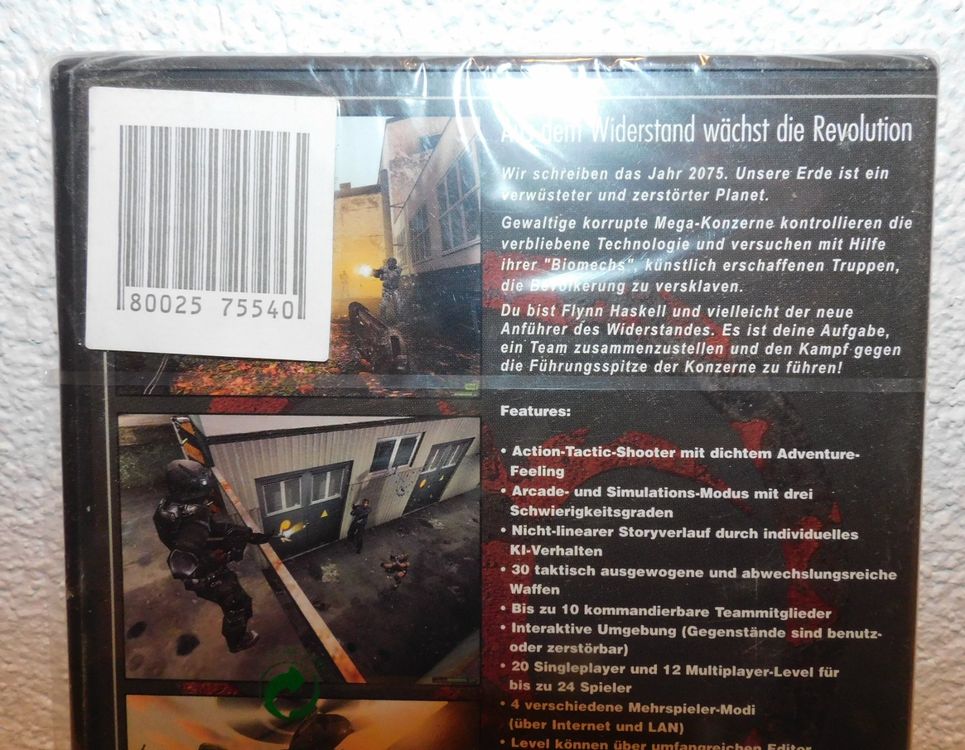 80025 75540
Aus dem Widerstand wächst die Revolution
Wir schreiben das Jahr 2075. Unsere Erde ist ein
verwüsteter und zerstörter Planet.
Gewaltige korrupte Mega-Konzerne kontrollieren die
verbliebene Technologie und versuchen mit Hilfe
ihrer "Biomechs", künstlich erschaffenen Truppen,
die Bevölkerung zu versklaven.
Du bist Flynn Haskell und vielleicht der neue
Anführer des Widerstandes. Es ist deine Aufgabe,
ein Team zusammenzustellen und den Kampf gegen
die Führungsspitze der Konzerne zu führen!
Features:
• Action-Tactic-Shooter mit dichtem Adventure-
Feeling
• Arcade- und Simulations-Modus mit drei
Schwierigkeitsgraden
• Nicht-linearer Storyverlauf durch individuelles
KI-Verhalten
• 30 taktisch ausgewogene und abwechslungsreiche
Waffen
• Bis zu 10 kommandierbare Teammitglieder
• Interaktive Umgebung (Gegenstände sind benutz-
oder zerstörbar)
• 20 Singleplayer und 12 Multiplayer-Level für
bis zu 24 Spieler
• 4 verschiedene Mehrspieler-Modi
(über Internet und LAN)
• Level können über umfangreichen Editor